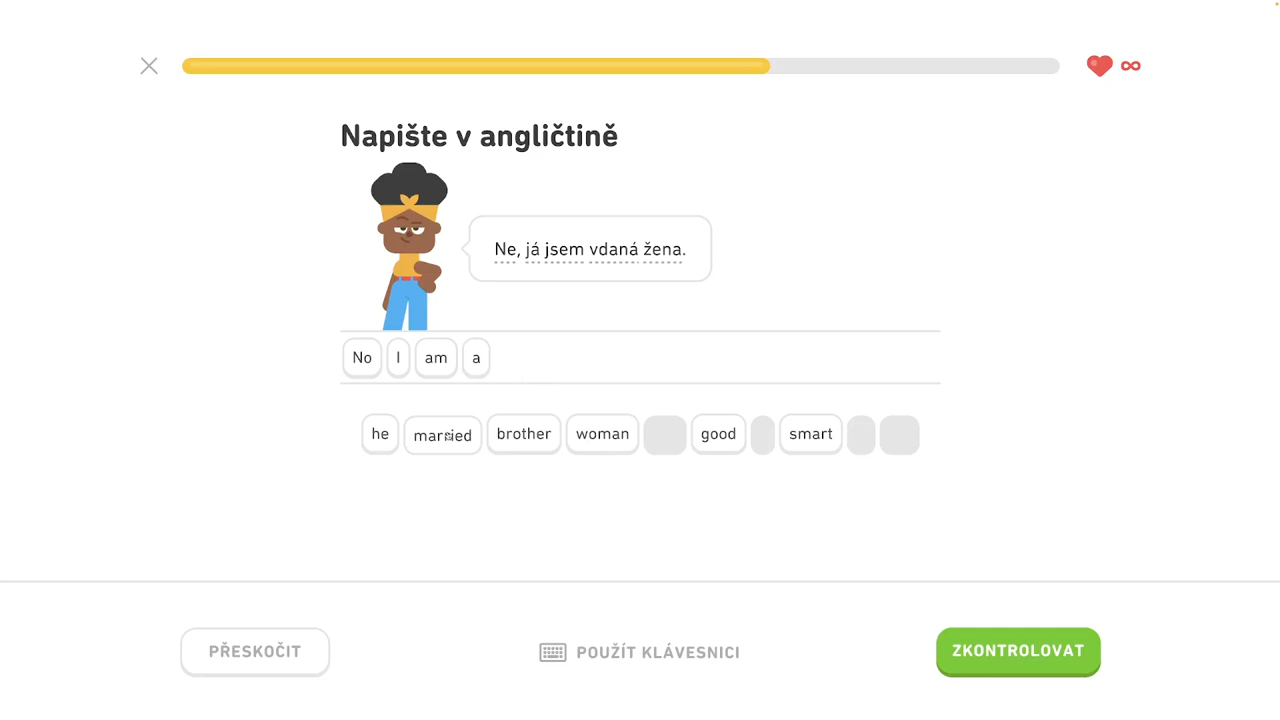 Napište v angličtině
Ne, já jsem vdaná žena.
No I am a
he married brother woman good smart
PŘESKOČIT
POUŽÍT KLÁVESNICI
ZKONTROLOVAT